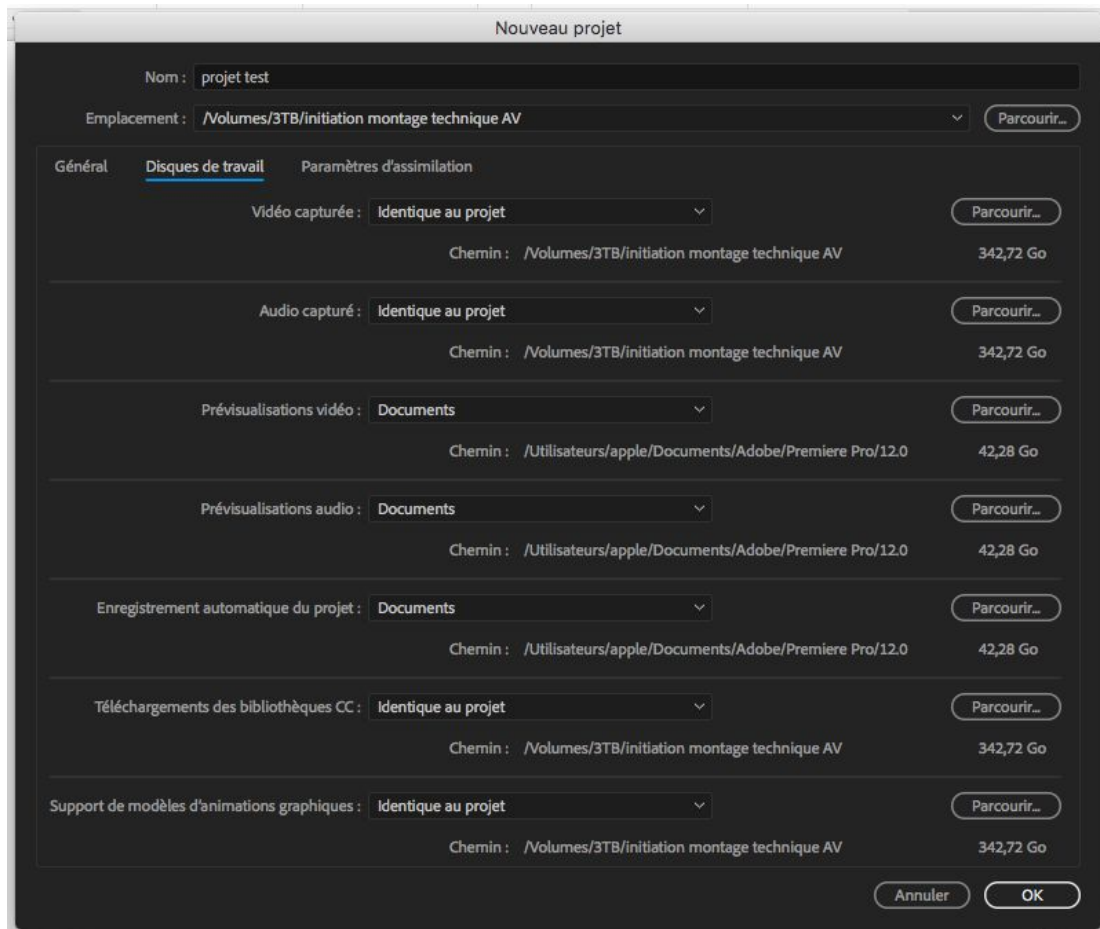 Nouveau projet
Nom : projet test
Emplacement : /Volumes/3TB/initiation montage technique AV Parcourir...
Général Disques de travail Paramètres d'assimilation
Vidéo capturée : Identique au projet Parcourir...
Chemin : /Volumes/3TB/initiation montage technique AV 342,72 Go
Audio capturé : Identique au projet Parcourir...
Chemin : /Volumes/3TB/initiation montage technique AV 342,72 Go
Prévisualisations vidéo : Documents Parcourir...
Chemin : /Utilisateurs/apple/Documents/Adobe/Premiere Pro/12.0 42,28 Go
Prévisualisations audio : Documents Parcourir...
Chemin : /Utilisateurs/apple/Documents/Adobe/Premiere Pro/12.0 42,28 Go
Enregistrement automatique du projet : Documents Parcourir...
Chemin : /Utilisateurs/apple/Documents/Adobe/Premiere Pro/12.0 42,28 Go
Téléchargements des bibliothèques CC : Identique au projet Parcourir...
Chemin : /Volumes/3TB/initiation montage technique AV 342,72 Go
Support de modèles d'animations graphiques : Identique au projet Parcourir...
Chemin : /Volumes/3TB/initiation montage technique AV 342,72 Go
Annuler OK